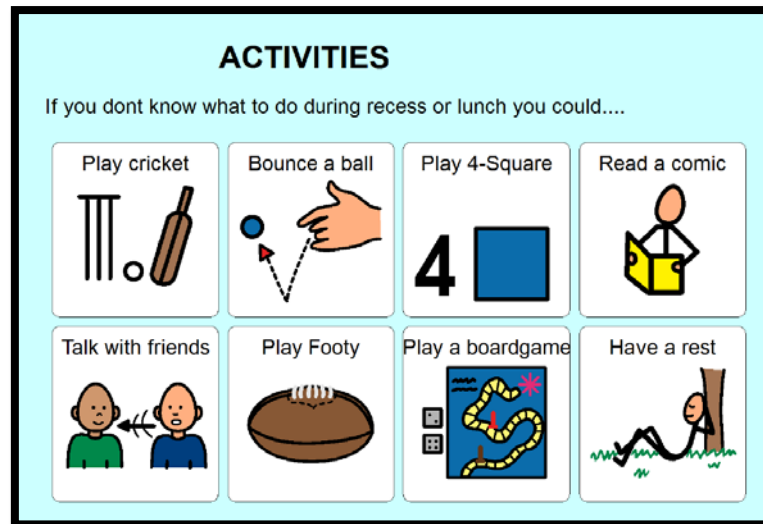 ACTIVITIES
If you dont know what to do during recess or lunch you could....
Play cricket
Bounce a ball
Play 4-Square
Read a comic
4
Talk with friends
Play Footy
Play a boardgame
Have a rest